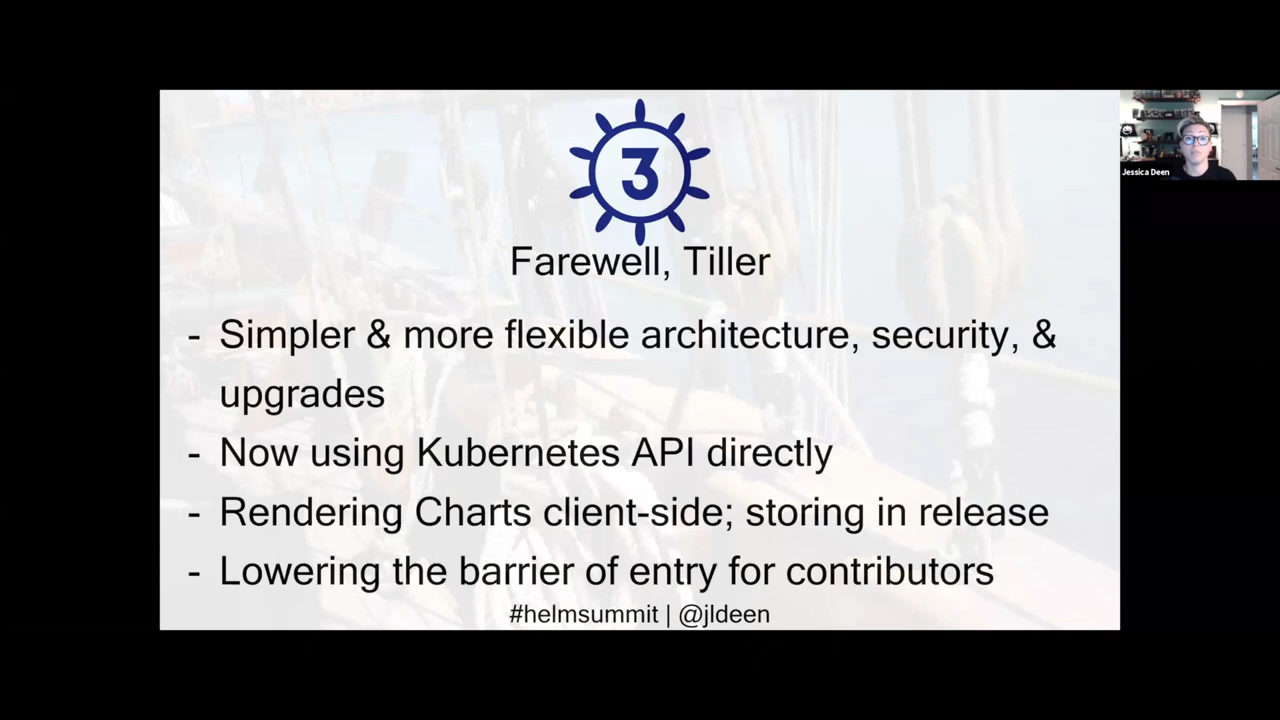 3
Farewell, Tiller
- Simpler & more flexible architecture, security, &
upgrades
- Now using Kubernetes API directly
- Rendering Charts client-side; storing in release
- Lowering the barrier of entry for contributors
#helmsummit | @jldeen
Jessica Deen